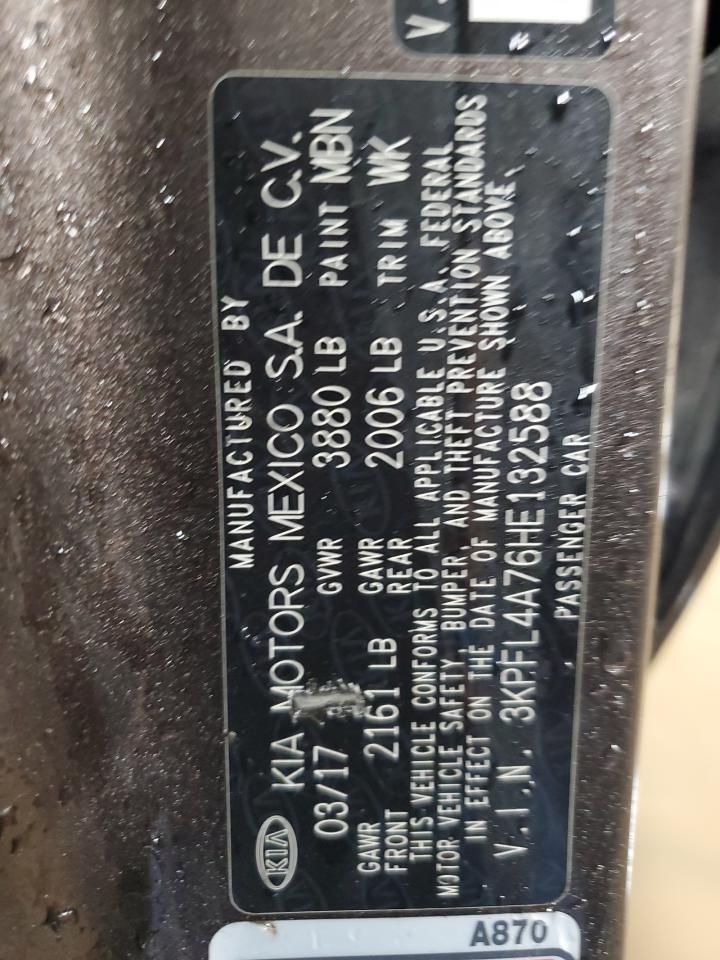 V.
MANUFACTURED BY
KIA KIA MOTORS MEXICO S.A. DE C.V.
03/17 GVWR 3880 LB PAINT MBN
GAWR FRONT 2161 LB GAWR REAR 2006 LB TRIM WK
THIS VEHICLE CONFORMS TO ALL APPLICABLE U.S.A. FEDERAL
MOTOR VEHICLE SAFETY BUMPER, AND THEFT PREVENTION STANDARDS
IN EFFECT ON THE DATE OF MANUFACTURE SHOWN ABOVE.
V.I.N. 3KPFL4A76HE132588
PASSENGER CAR
A870